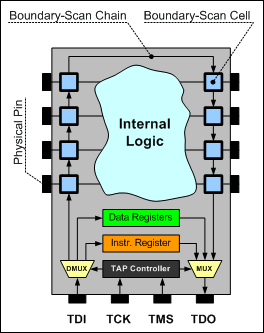 Boundary-Scan Chain
Boundary-Scan Cell
Physical Pin
Internal
Logic
Data Registers
Instr. Register
DMUX
TAP Controller
MUX
TDI
TCK
TMS
TDO